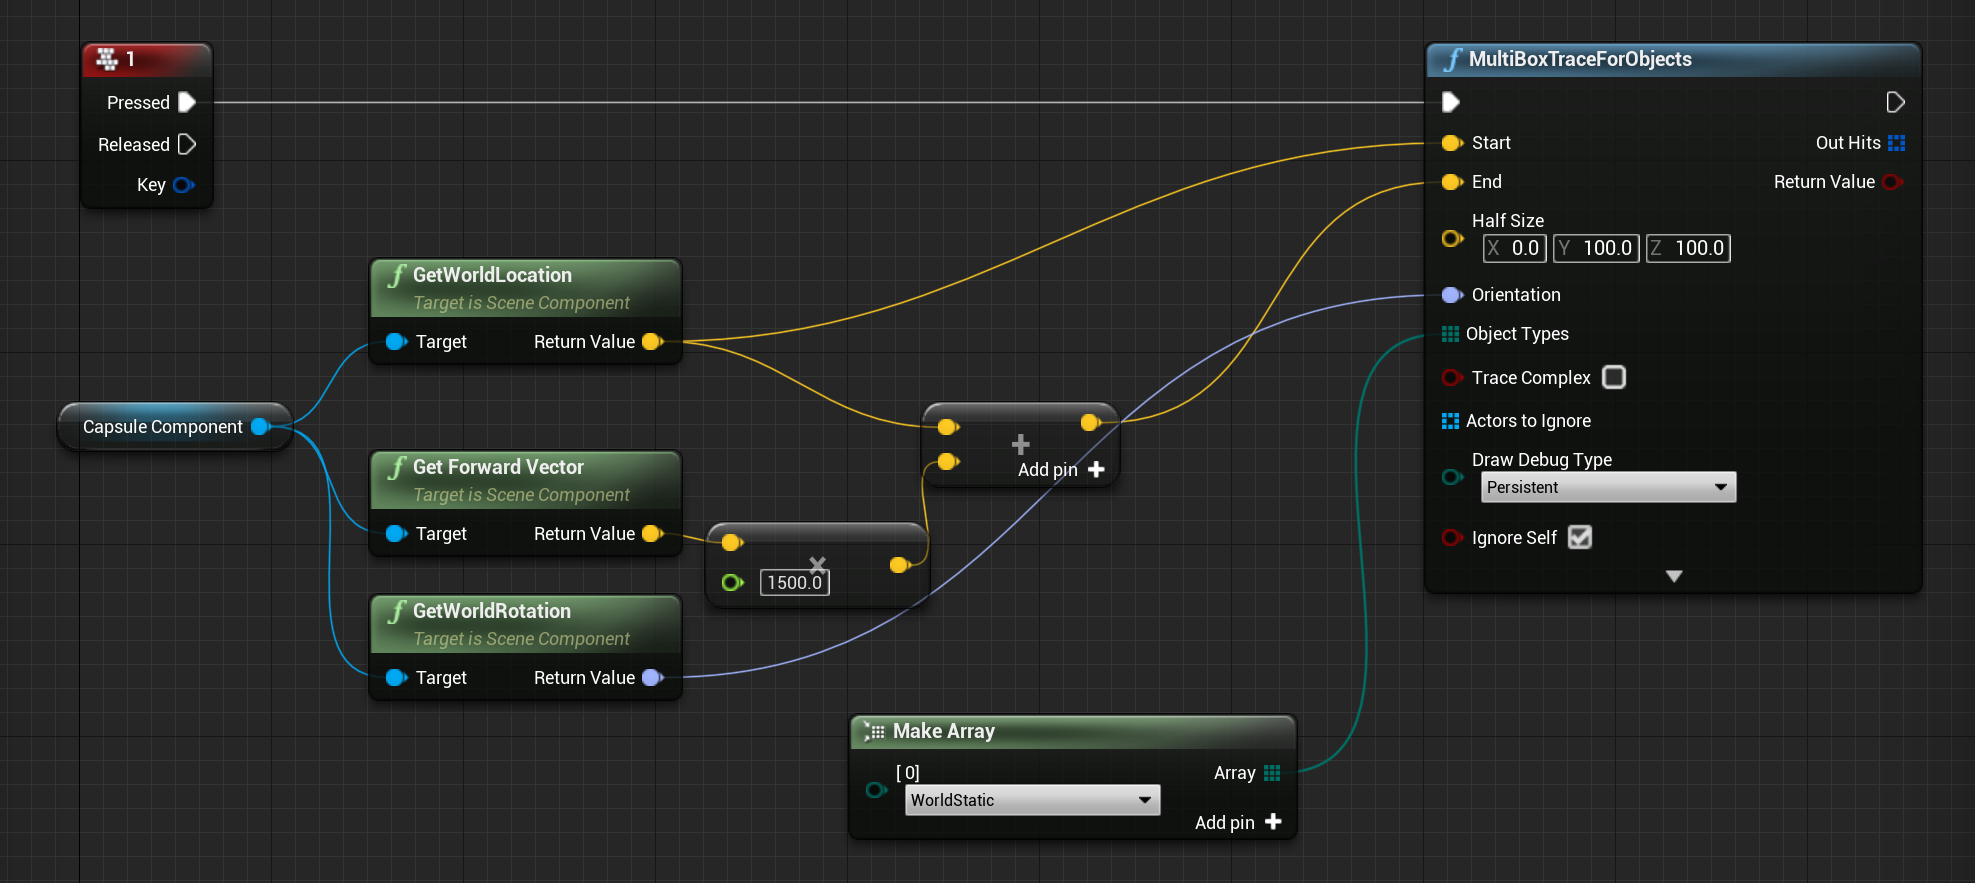 1
Pressed
Released
Key
MultiBoxTraceForObjects
Start
Out Hits
End
Return Value
Half Size
X 0.0 Y 100.0 Z 100.0
Orientation
Object Types
Trace Complex
Actors to Ignore
Draw Debug Type
Persistent
Ignore Self
GetWorldLocation
Target is Scene Component
Target Return Value
Capsule Component
Get Forward Vector
Target is Scene Component
Target Return Value
Add pin
1500.0
GetWorldRotation
Target is Scene Component
Target Return Value
Make Array
[ 0]
Array
WorldStatic
Add pin